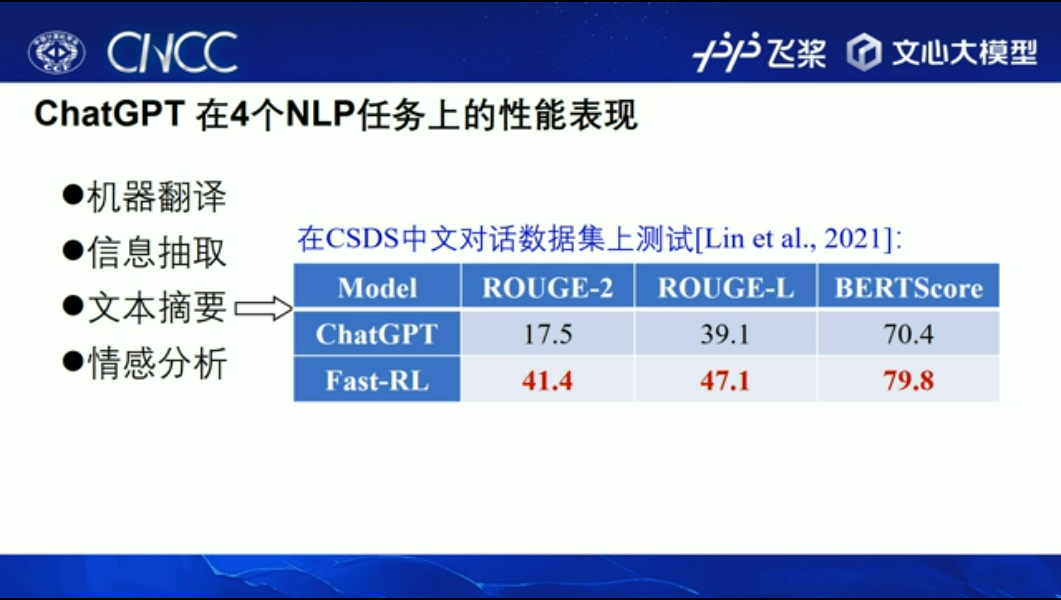 CNCC
飞桨
文心大模型
ChatGPT 在4个NLP任务上的性能表现
●机器翻译
●信息抽取
●文本摘要
●情感分析
在CSDS中文对话数据集上测试[Lin et al., 2021]:
Model ROUGE-2 ROUGE-L BERTScore
ChatGPT 17.5 39.1 70.4
Fast-RL 41.4 47.1 79.8